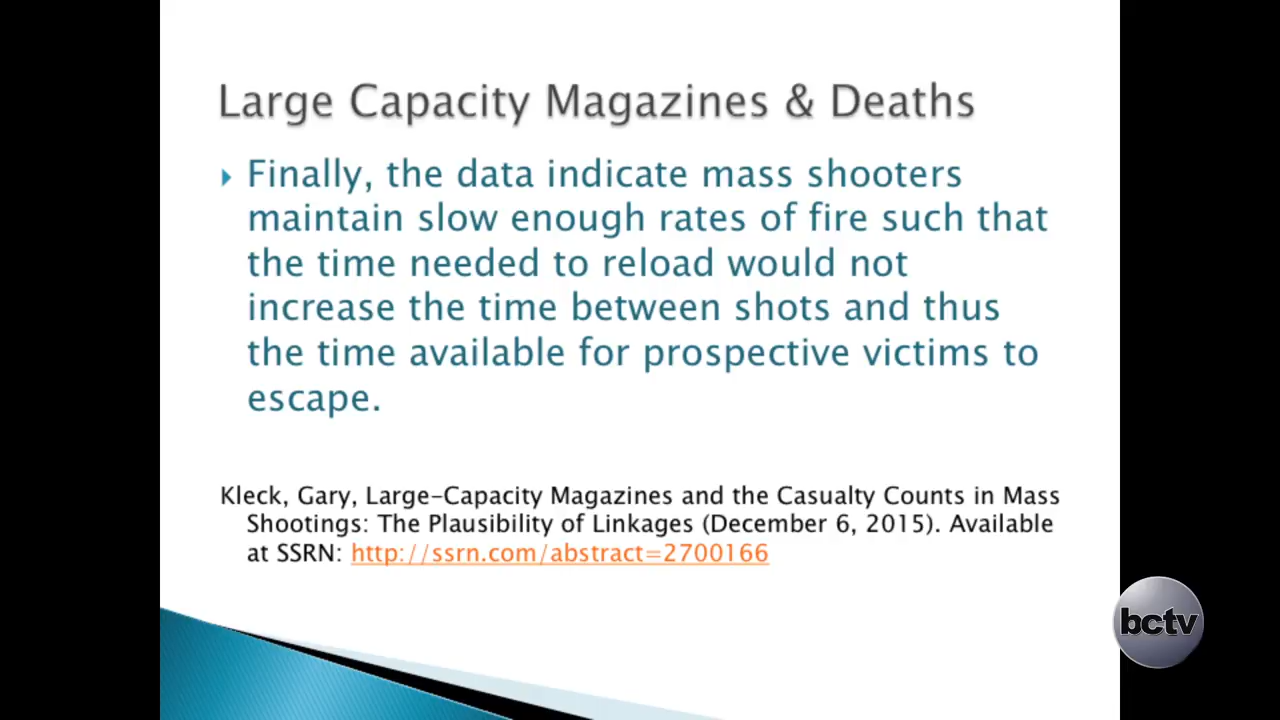 Large Capacity Magazines & Deaths
Finally, the data indicate mass shooters
maintain slow enough rates of fire such that
the time needed to reload would not
increase the time between shots and thus
the time available for prospective victims to
escape.
Kleck, Gary, Large-Capacity Magazines and the Casualty Counts in Mass
Shootings: The Plausibility of Linkages (December 6, 2015). Available
at SSRN: http://ssrn.com/abstract=2700166
bctv